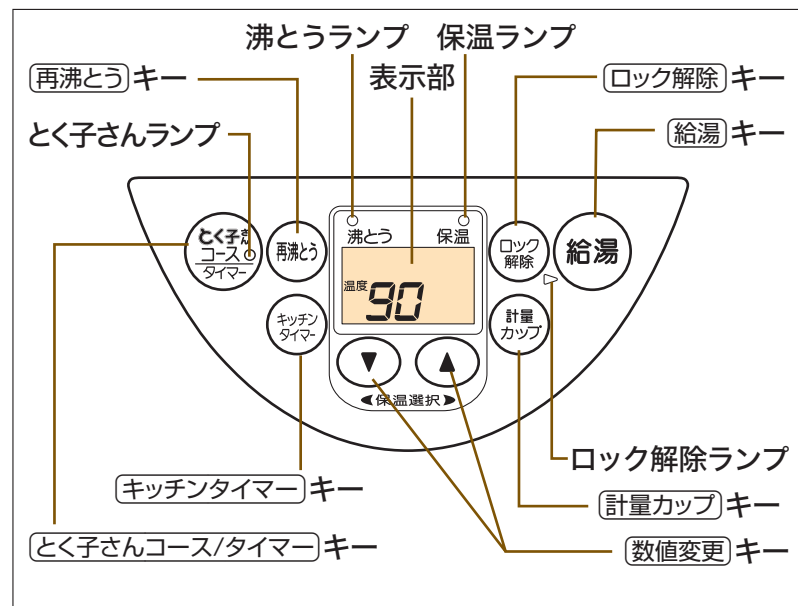 沸とうランプ 保温ランプ
再沸とう キー
表示部
ロック解除 キー
とく子さんランプ
給湯 キー
とく子さん
コース
タイマー
再沸とう
沸とう
保温
ロック
解除
給湯
温度 90
キッチン
タイマー
計量
カップ
▼
▲
◀保温選択▶
ロック解除ランプ
キッチンタイマー キー
計量カップ キー
とく子さんコース/タイマー キー
数値変更 キー